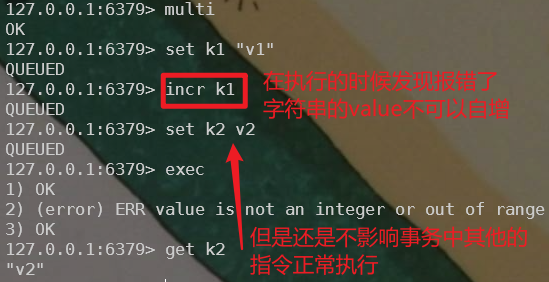 127.0.0.1:6379> multi
OK
127.0.0.1:6379> set k1 "v1"
QUEUED
127.0.0.1:6379> incr k1
在执行的时候发现报错了
字符串的value不可以自增
QUEUED
127.0.0.1:6379> set k2 v2
QUEUED
127.0.0.1:6379> exec
1) OK
2) (error) ERR value is not an integer or out of range
3) OK
但是还是不影响事务中其他的
指令正常执行
127.0.0.1:6379> get k2
"v2"